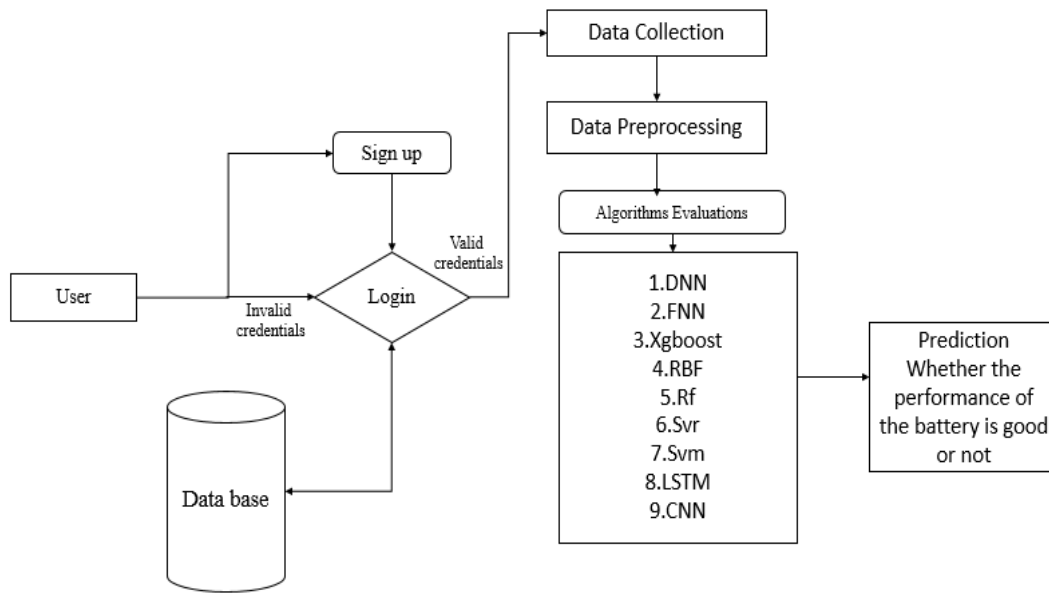 Data Collection
Data Preprocessing
Sign up
Algorithms Evaluations
Valid
credentials
User
Invalid
credentials
Login
1.DNN
2.FNN
3.Xgboost
4.RBF
5.Rf
6.Svr
7.Svm
8.LSTM
9.CNN
Prediction
Whether the
performance of
the battery is good
or not
Data base